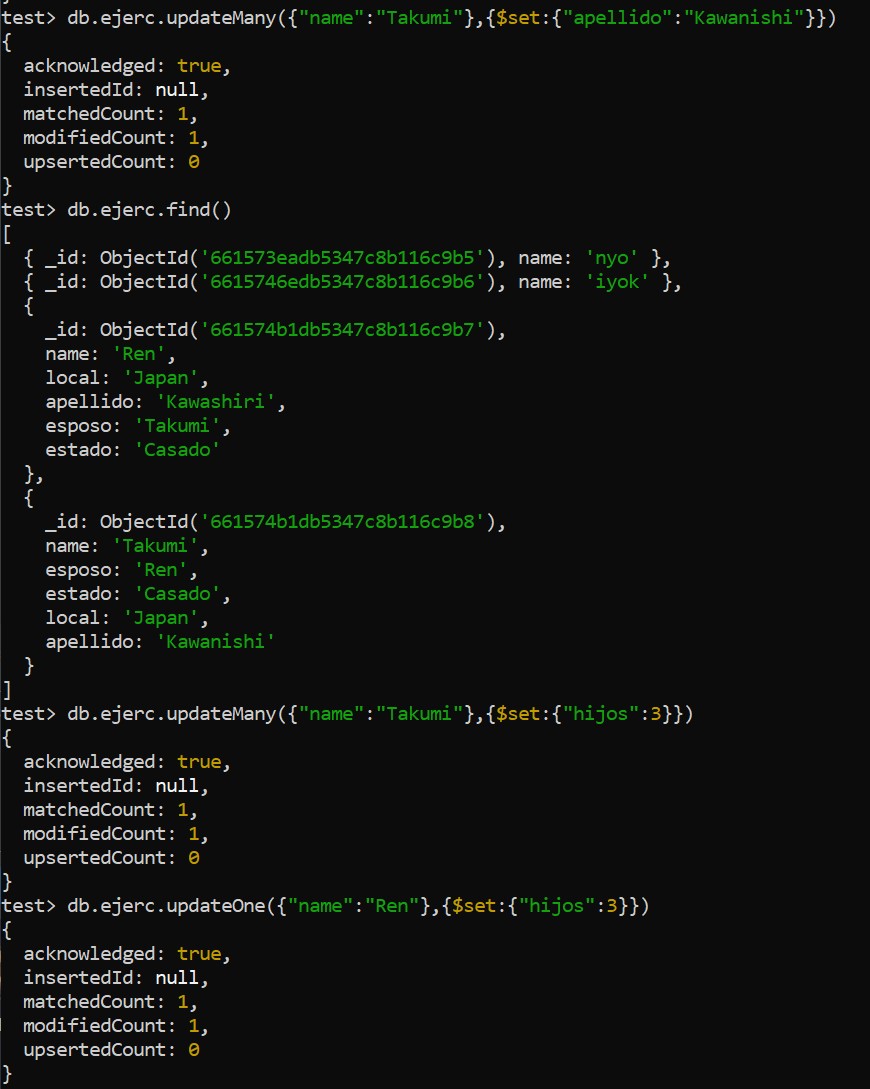 test> db.ejerc.updateMany({"name":"Takumi"},{$set:{"apellido":"Kawanishi"}})
{
  acknowledged: true,
  insertedId: null,
  matchedCount: 1,
  modifiedCount: 1,
  upsertedCount: 0
}
test> db.ejerc.find()
[
  { _id: ObjectId('661573eadb5347c8b116c9b5'), name: 'nyo' },
  { _id: ObjectId('6615746edb5347c8b116c9b6'), name: 'iyok' },
  {
    _id: ObjectId('661574b1db5347c8b116c9b7'),
    name: 'Ren',
    local: 'Japan',
    apellido: 'Kawashiri',
    esposo: 'Takumi',
    estado: 'Casado'
  },
  {
    _id: ObjectId('661574b1db5347c8b116c9b8'),
    name: 'Takumi',
    esposo: 'Ren',
    estado: 'Casado',
    local: 'Japan',
    apellido: 'Kawanishi'
  }
]
test> db.ejerc.updateMany({"name":"Takumi"},{$set:{"hijos":3}})
{
  acknowledged: true,
  insertedId: null,
  matchedCount: 1,
  modifiedCount: 1,
  upsertedCount: 0
}
test> db.ejerc.updateOne({"name":"Ren"},{$set:{"hijos":3}})
{
  acknowledged: true,
  insertedId: null,
  matchedCount: 1,
  modifiedCount: 1,
  upsertedCount: 0
}